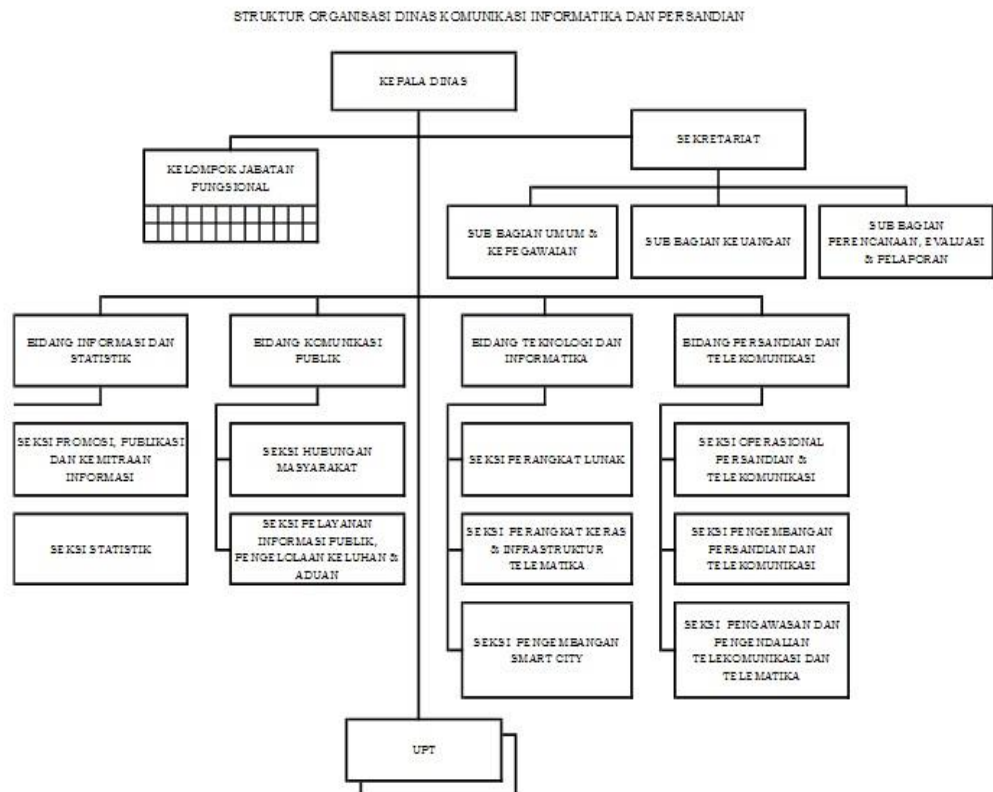 STRUKTUR ORGANISASI DINAS KOMUNIKASI INFORMATIKA DAN PERSANDIAN
KEPALA DINAS
SEKRETARIAT
KELOMPOK JABATAN
FUNGSIONAL
SUB BAGIAN UMUM &
KEPEGAWAIAN
SUB BAGIAN KEUANGAN
SUB BAGIAN
PERENCANAAN, EVALUASI
& PELAPORAN
BIDANG INFORMASI DAN
STATISTIK
BIDANG KOMUNIKASI
PUBLIK
BIDANG TEKNOLOGI DAN
INFORMATIKA
BIDANG PERSANDIAN DAN
TELEKOMUNIKASI
SEKSI PROMOSI, PUBLIKASI
DAN KEMITRAAN
INFORMASI
SEKSI HUBUNGAN
MASYARAKAT
SEKSI PERANGKAT LUNAK
SEKSI OPERASIONAL
PERSANDIAN &
TELEKOMUNIKASI
SEKSI STATISTIK
SEKSI PELAYANAN
INFORMASI PUBLIK,
PENGELOLAAN KELUHAN &
ADUAN
SEKSI PERANGKAT KERAS
& INFRASTRUKTUR
TELEMATIKA
SEKSI PENGEMBANGAN
PERSANDIAN DAN
TELEKOMUNIKASI
SEKSI PENGEMBANGAN
SMART CITY
SEKSI PENGAWASAN DAN
PENGENDALIAN
TELEKOMUNIKASI DAN
TELEMATIKA
UPT